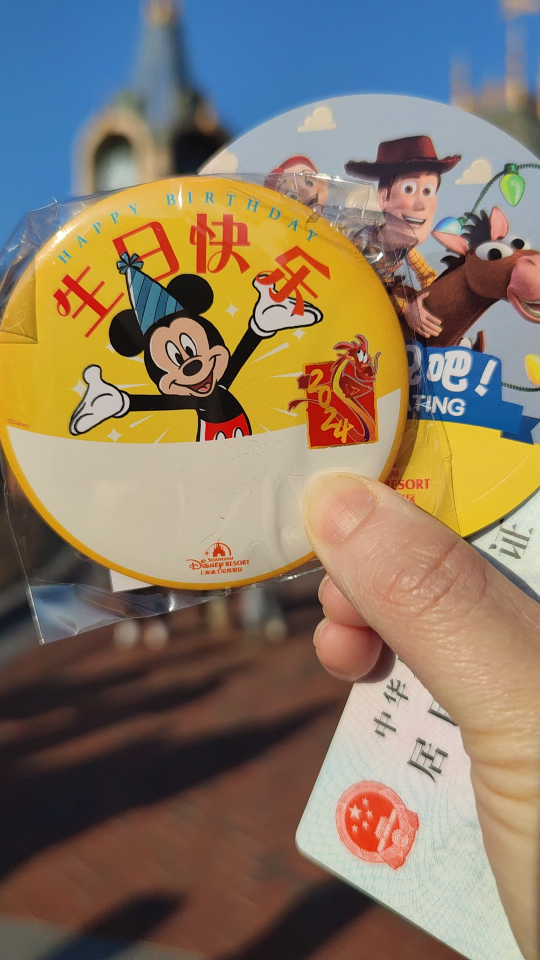 HAPPY BIRTHDAY
生日快乐
2024
©Disney
SHANGHAI
Disney RESORT
上海迪士尼度假区
吧！
TING
RESORT
证
中华
居